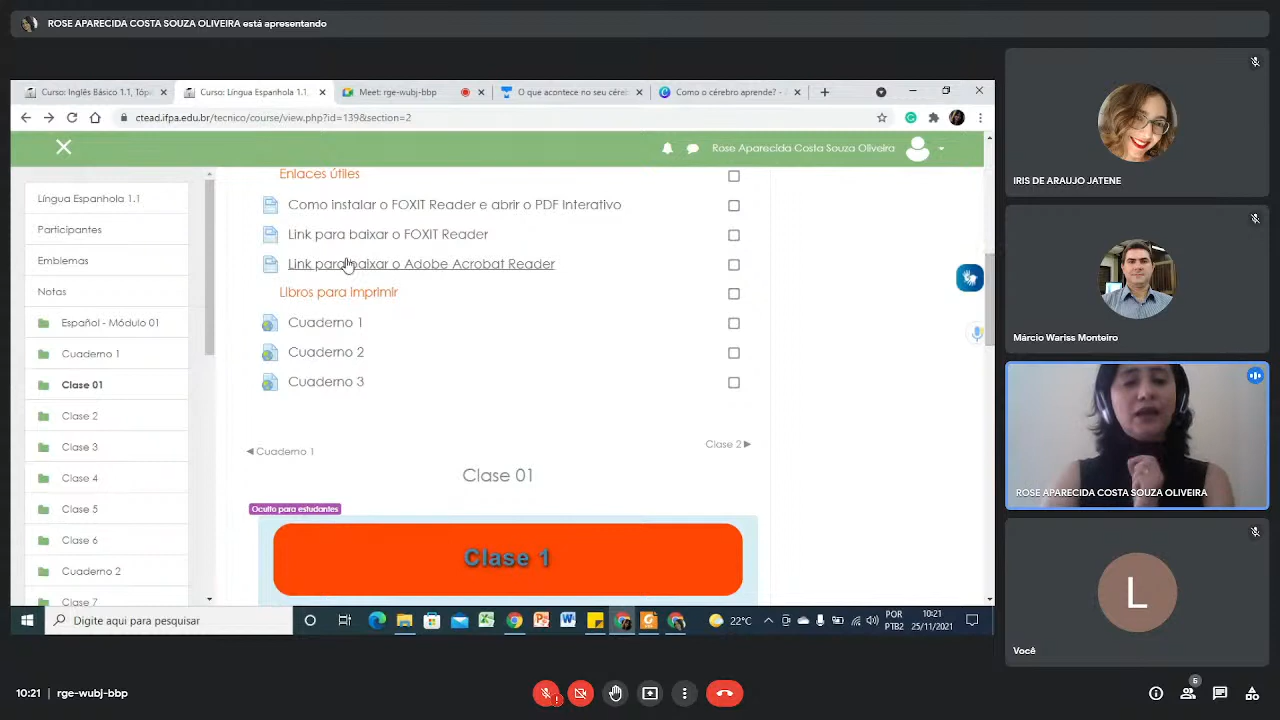 ROSE APARECIDA COSTA SOUZA OLIVEIRA está apresentando
Curso: Inglês Básico 1.1, Tóp
Curso: Língua Espanhola 1.1,
Meet: rge-wubj-bbp
O que acontece no seu cérebr
Como o cérebro aprende? - A
ctead.ifpa.edu.br/tecnico/course/view.php?id=139&section=2
Rose Aparecida Costa Souza Oliveira
Língua Espanhola 1.1
Participantes
Emblemas
Notas
Español - Módulo 01
Cuaderno 1
Clase 01
Clase 2
Clase 3
Clase 4
Clase 5
Clase 6
Cuaderno 2
Clase 7
Enlaces útiles
Como instalar o FOXIT Reader e abrir o PDF Interativo
Link para baixar o FOXIT Reader
Link para baixar o Adobe Acrobat Reader
Libros para imprimir
Cuaderno 1
Cuaderno 2
Cuaderno 3
Cuaderno 1
Clase 2
Clase 01
Oculto para estudantes
Clase 1
Digite aqui para pesquisar
22°C
POR
PTB2
10:21
25/11/2021
IRIS DE ARAUJO JATENE
Márcio Wariss Monteiro
ROSE APARECIDA COSTA SOUZA OLIVEIRA
L
Você
10:21 | rge-wubj-bbp
6